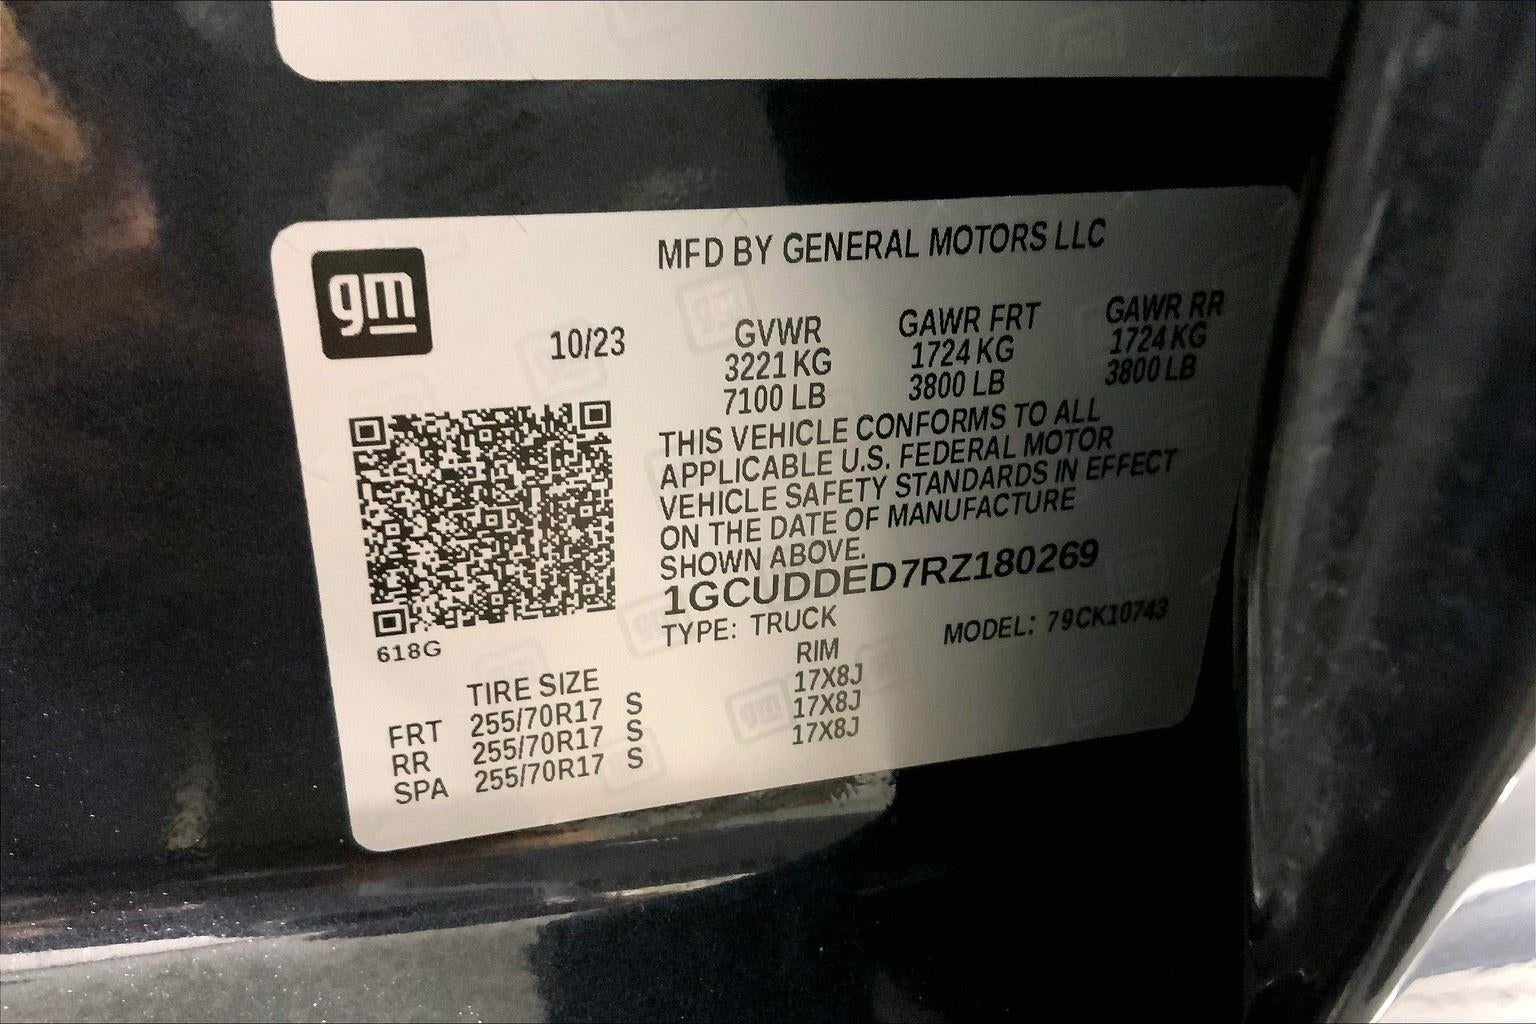 gm
MFD BY GENERAL MOTORS LLC
10/23
GVWR GAWR FRT GAWR RR
3221 KG 1724 KG 1724 KG
7100 LB 3800 LB 3800 LB
THIS VEHICLE CONFORMS TO ALL
APPLICABLE U.S. FEDERAL MOTOR
VEHICLE SAFETY STANDARDS IN EFFECT
ON THE DATE OF MANUFACTURE
SHOWN ABOVE.
1GCUDDED7RZ180269
TYPE: TRUCK MODEL: 79CK10743
618G
TIRE SIZE RIM
FRT 255/70R17 S 17X8J
RR 255/70R17 S 17X8J
SPA 255/70R17 S 17X8J